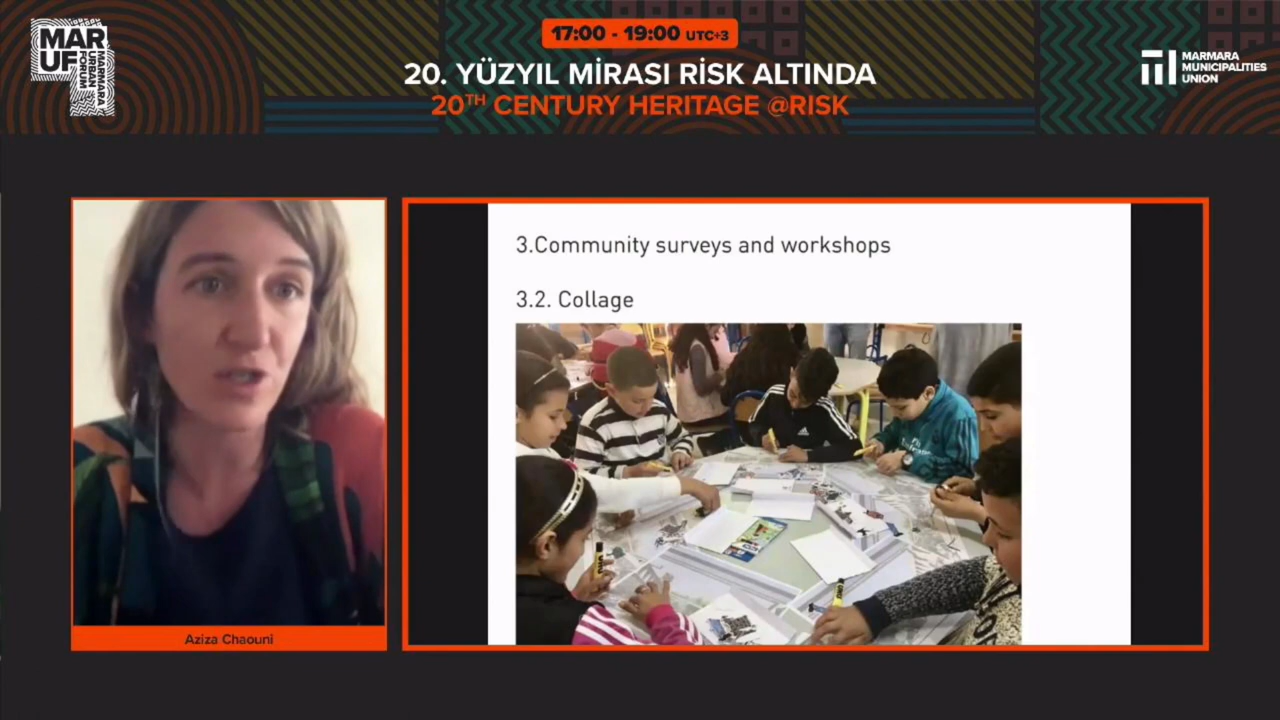 MAR
UF
MARMARA
URBAN
FORUM
17:00 - 19:00 UTC+3
20. YÜZYIL MİRASI RİSK ALTINDA
20TH CENTURY HERITAGE @RISK
MARMARA
MUNICIPALITIES
UNION
3.Community surveys and workshops
3.2. Collage
Aziza Chaouni